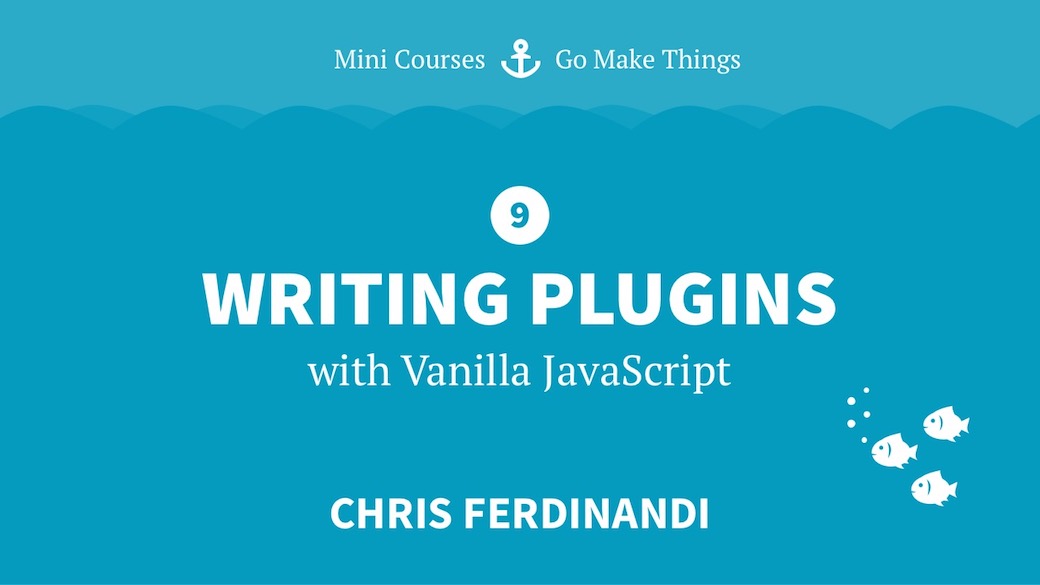 Mini Courses Go Make Things
9
WRITING PLUGINS
with Vanilla JavaScript
CHRIS FERDINANDI